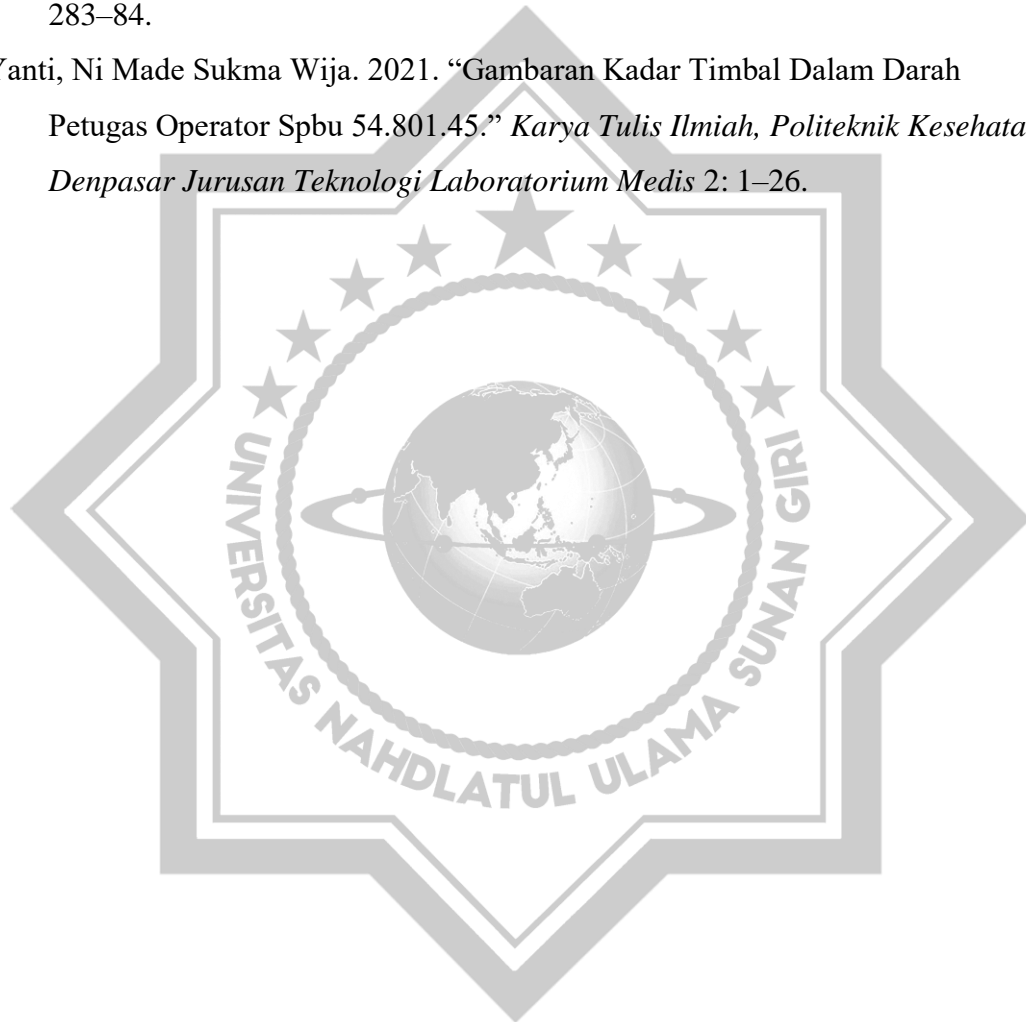 283–84.
Yanti, Ni Made Sukma Wija. 2021. “Gambaran Kadar Timbal Dalam Darah
Petugas Operator Spbu 54.801.45.” Karya Tulis Ilmiah, Politeknik Kesehata
Denpasar Jurusan Teknologi Laboratorium Medis 2: 1–26.
UNIVERSITAS NAHDLATUL ULAMA SUNAN GIRI